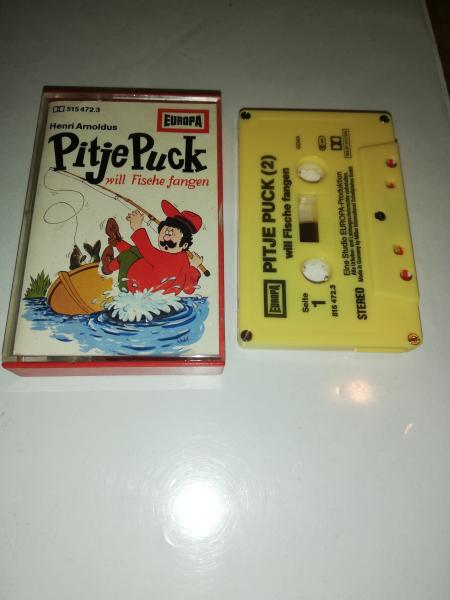 515 472.3
EUROPA
Henri Arnoldus
Pitje Puck
will Fische fangen
PITJE PUCK (2)
will Fischen fangen
EUROPA
Seite
1
515 472.3
Eine Studio EUROPA-Produktion
STEREO